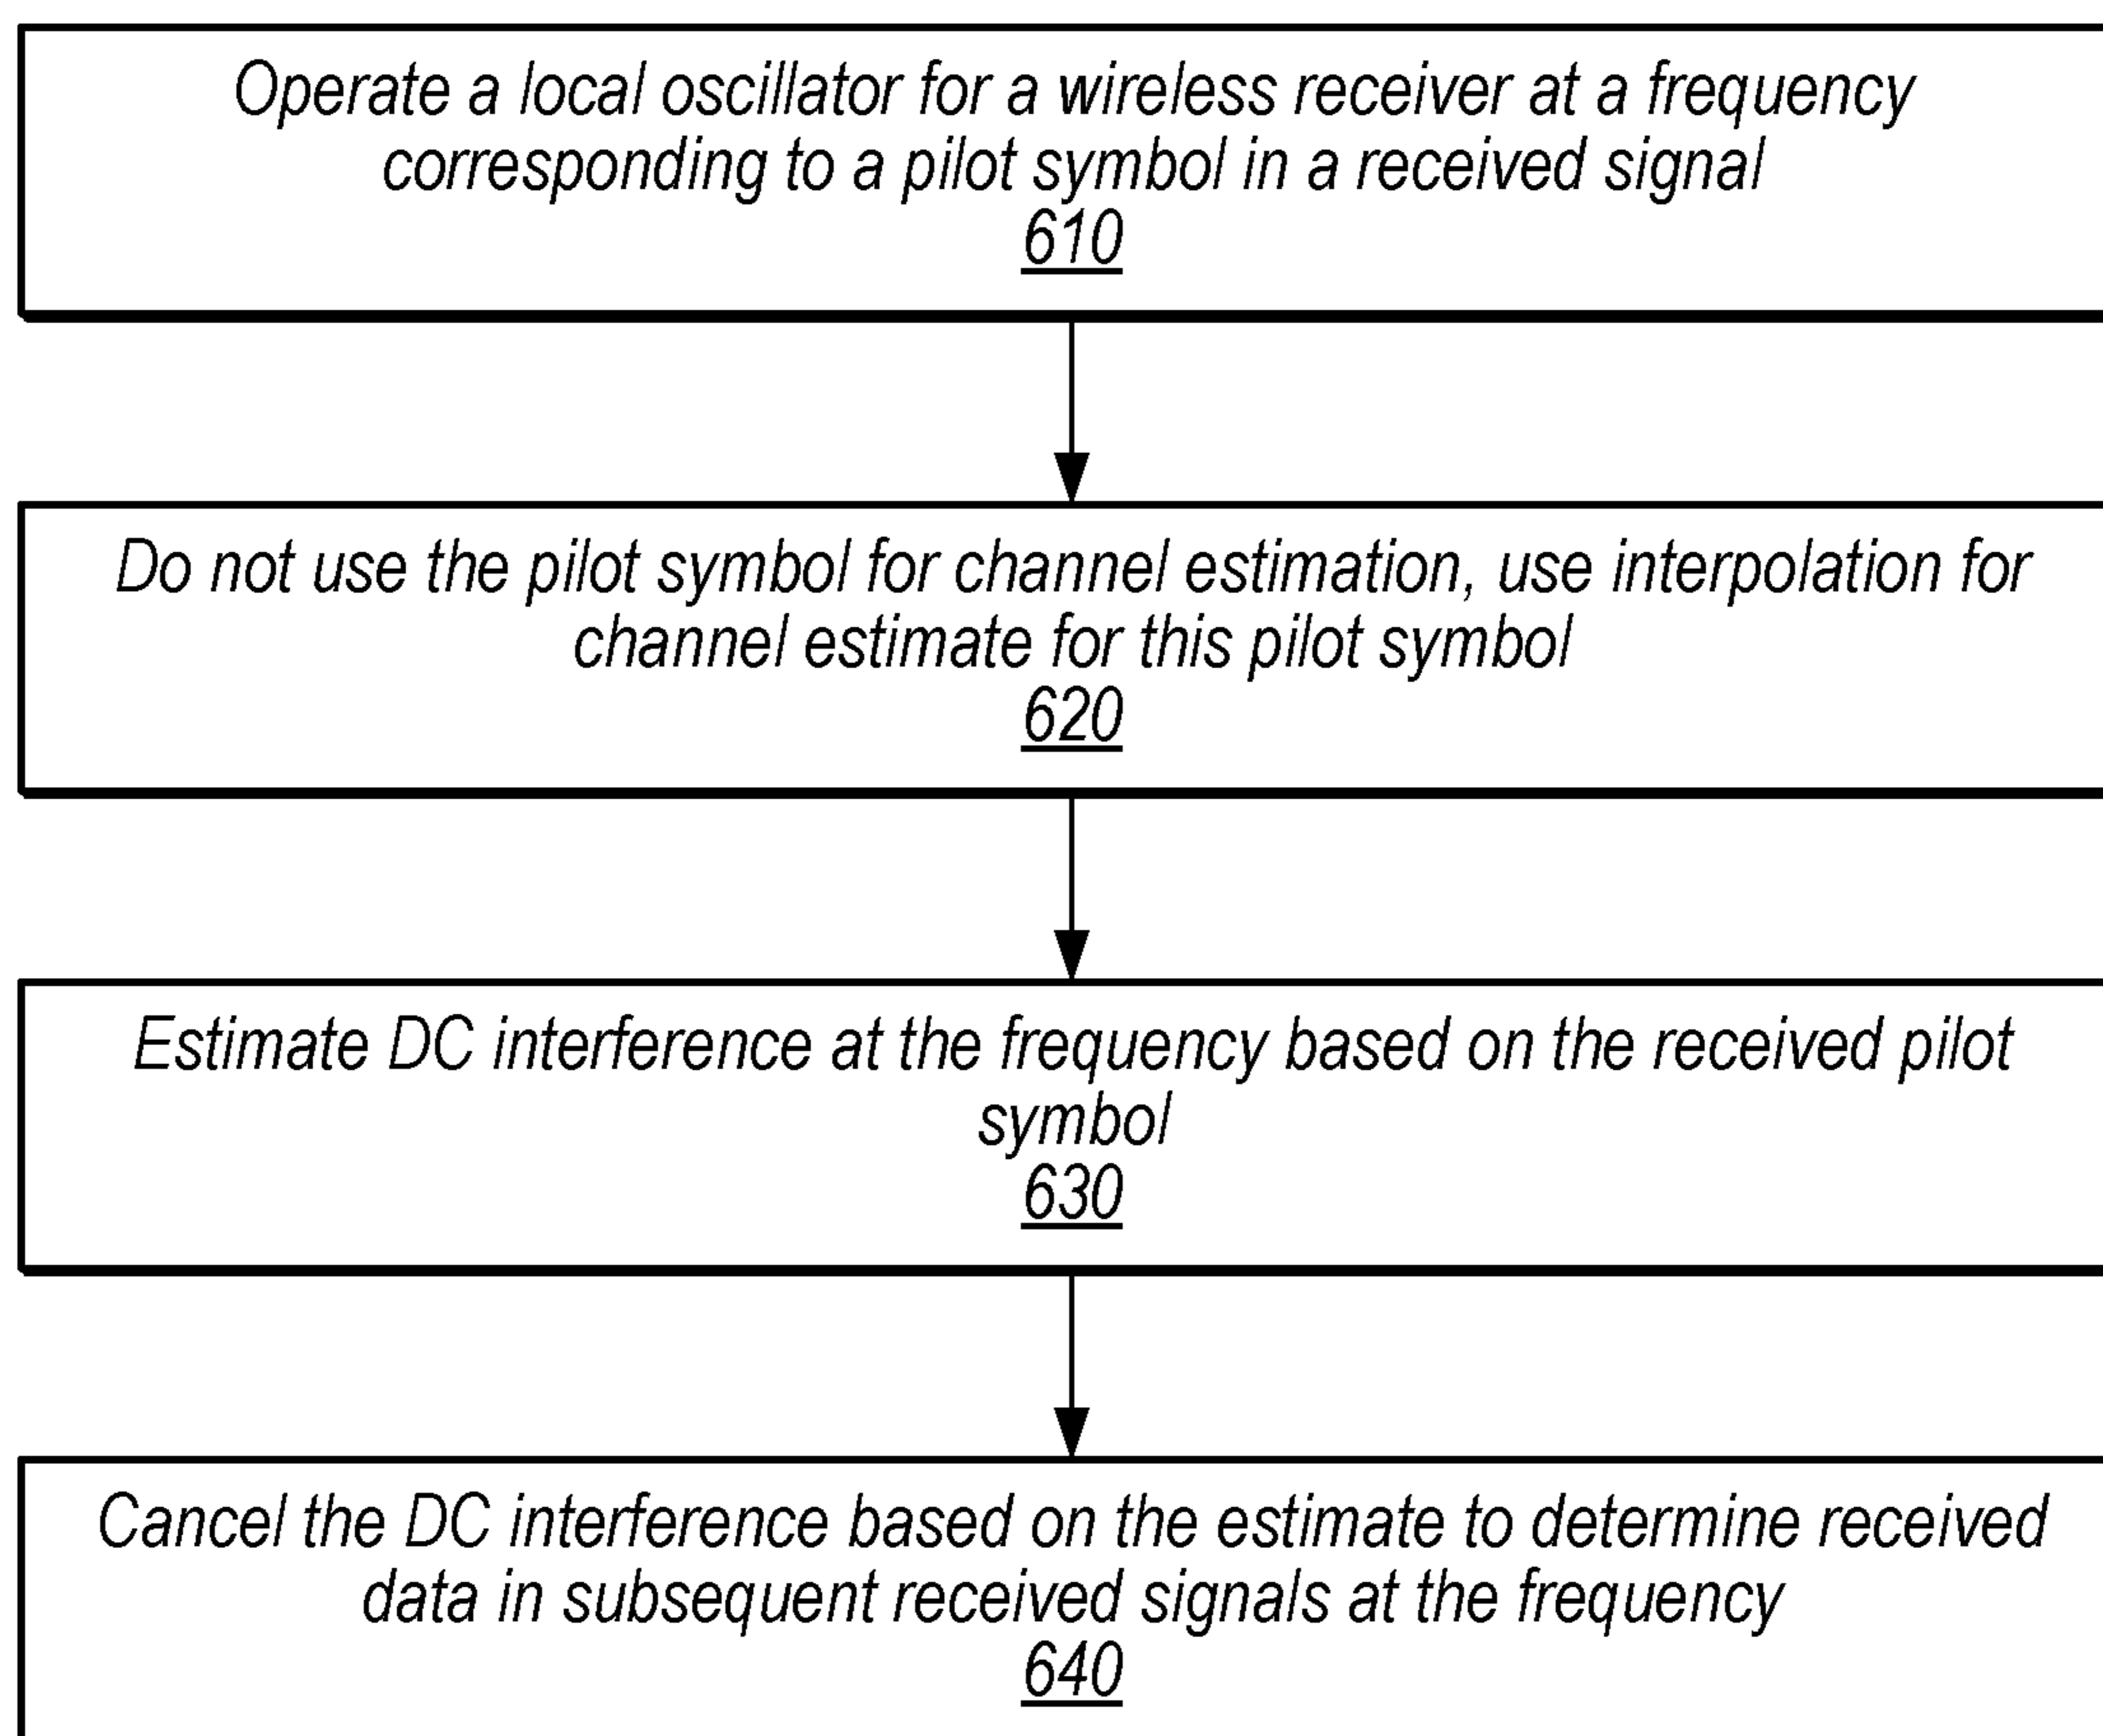 Operate a local oscillator for a wireless receiver at a frequency
corresponding to a pilot symbol in a received signal
610
Do not use the pilot symbol for channel estimation, use interpolation for
channel estimate for this pilot symbol
620
Estimate DC interference at the frequency based on the received pilot
symbol
630
Cancel the DC interference based on the estimate to determine received
data in subsequent received signals at the frequency
640